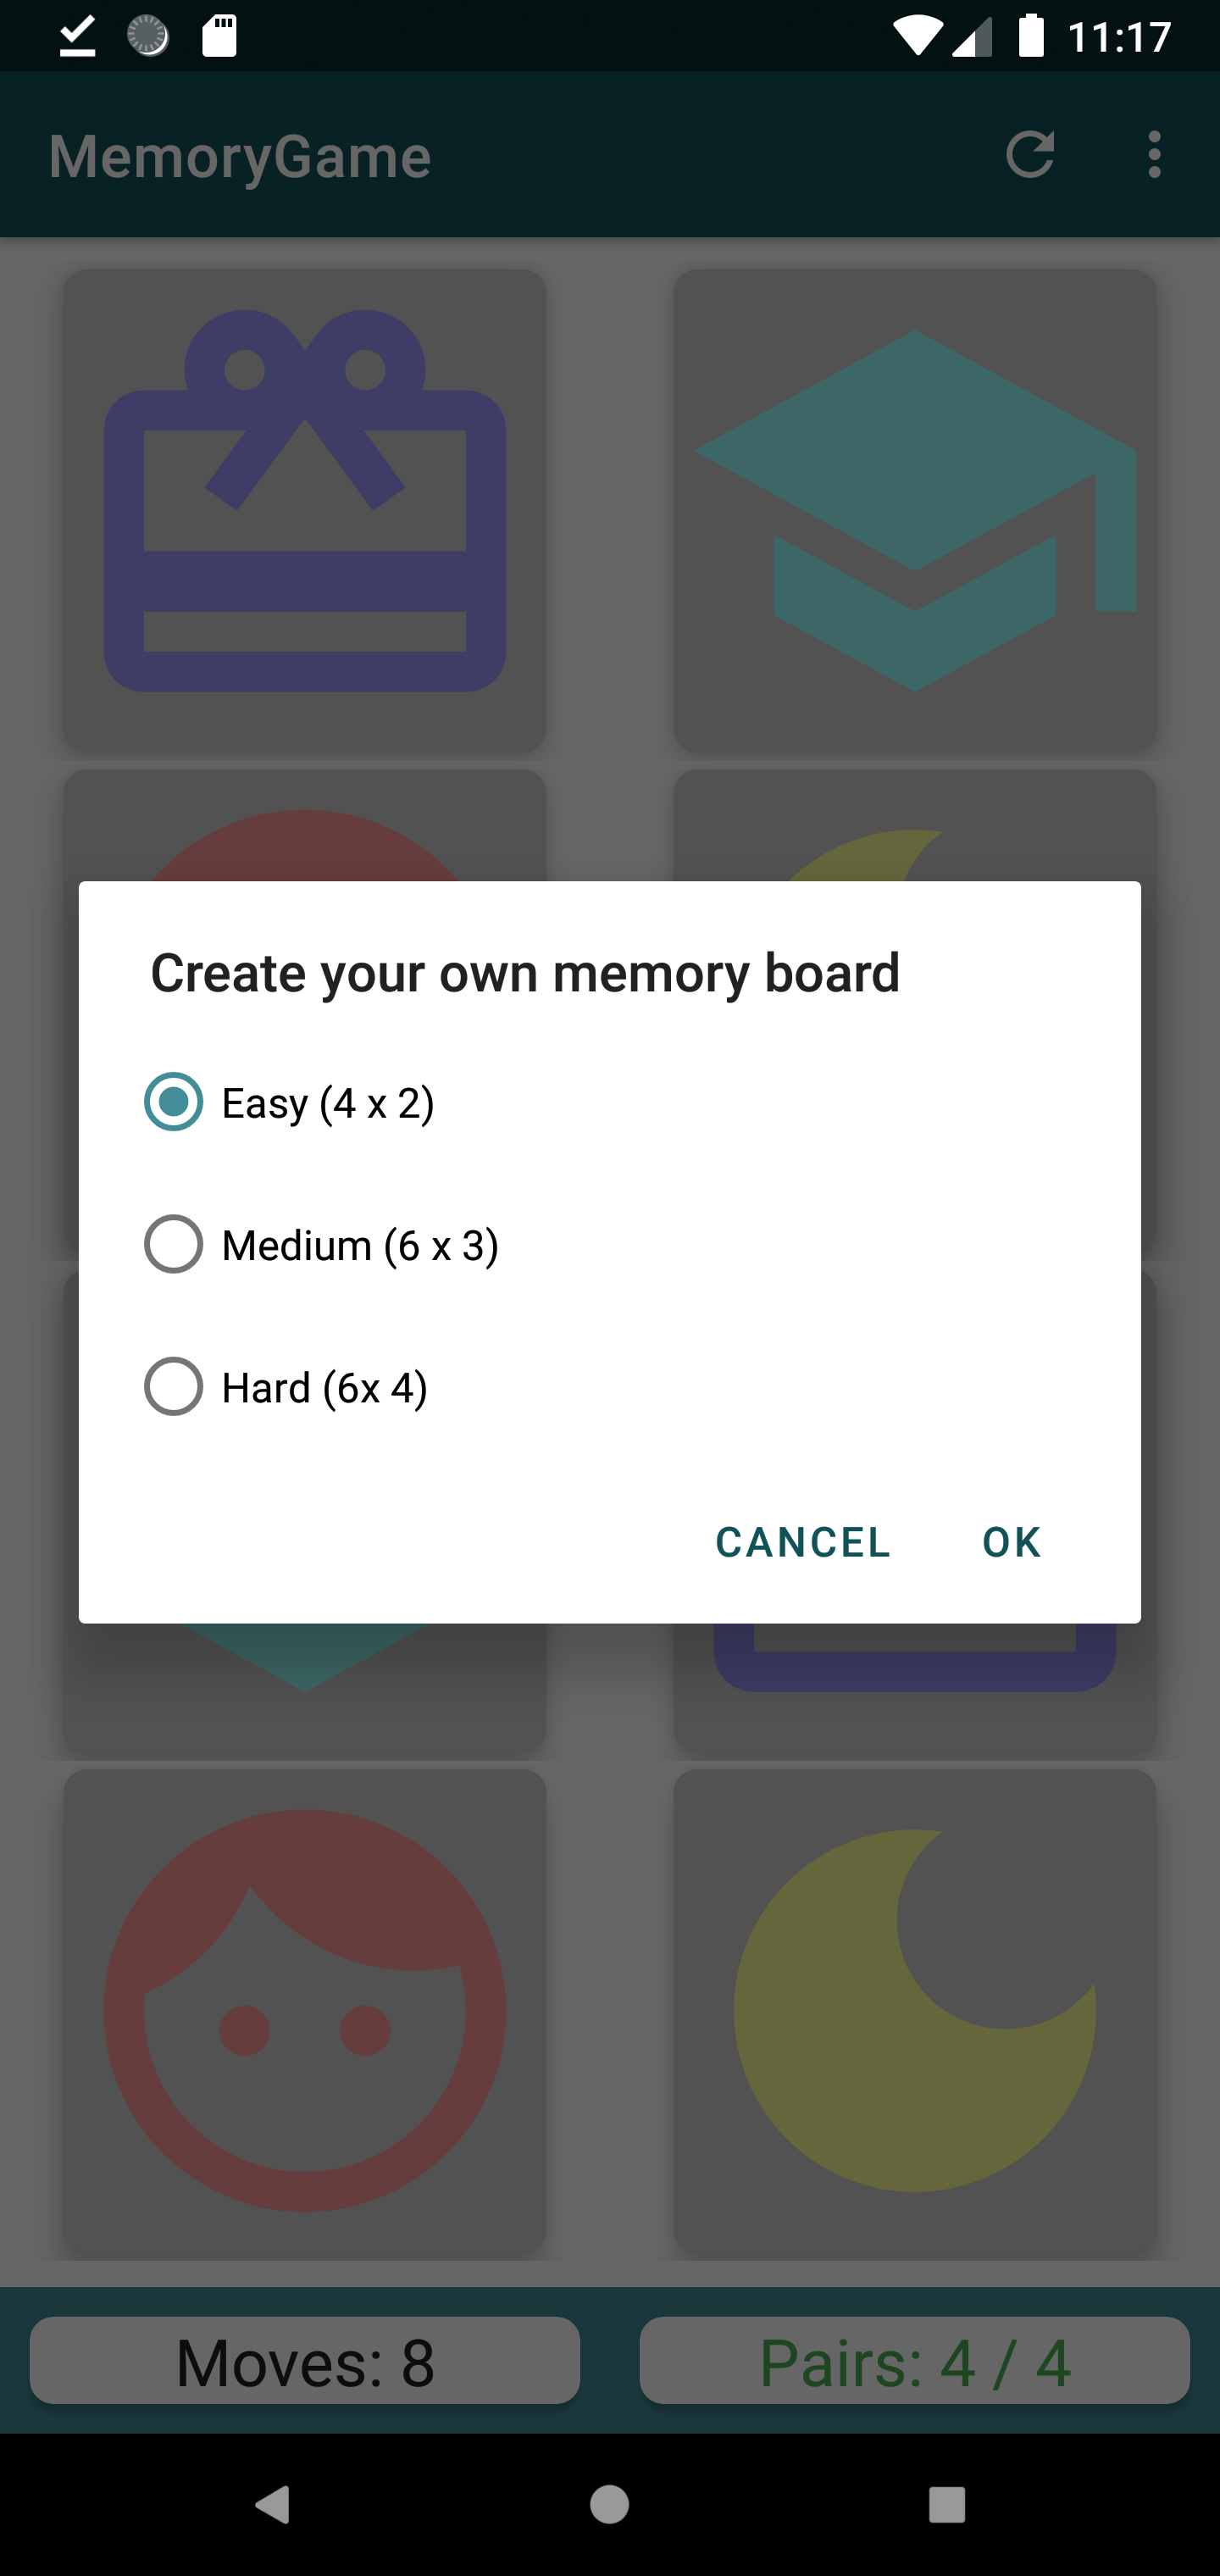 11:17
MemoryGame
Create your own memory board
Easy (4 x 2)
Medium (6 x 3)
Hard (6x 4)
CANCEL OK
Moves: 8 Pairs: 4 / 4